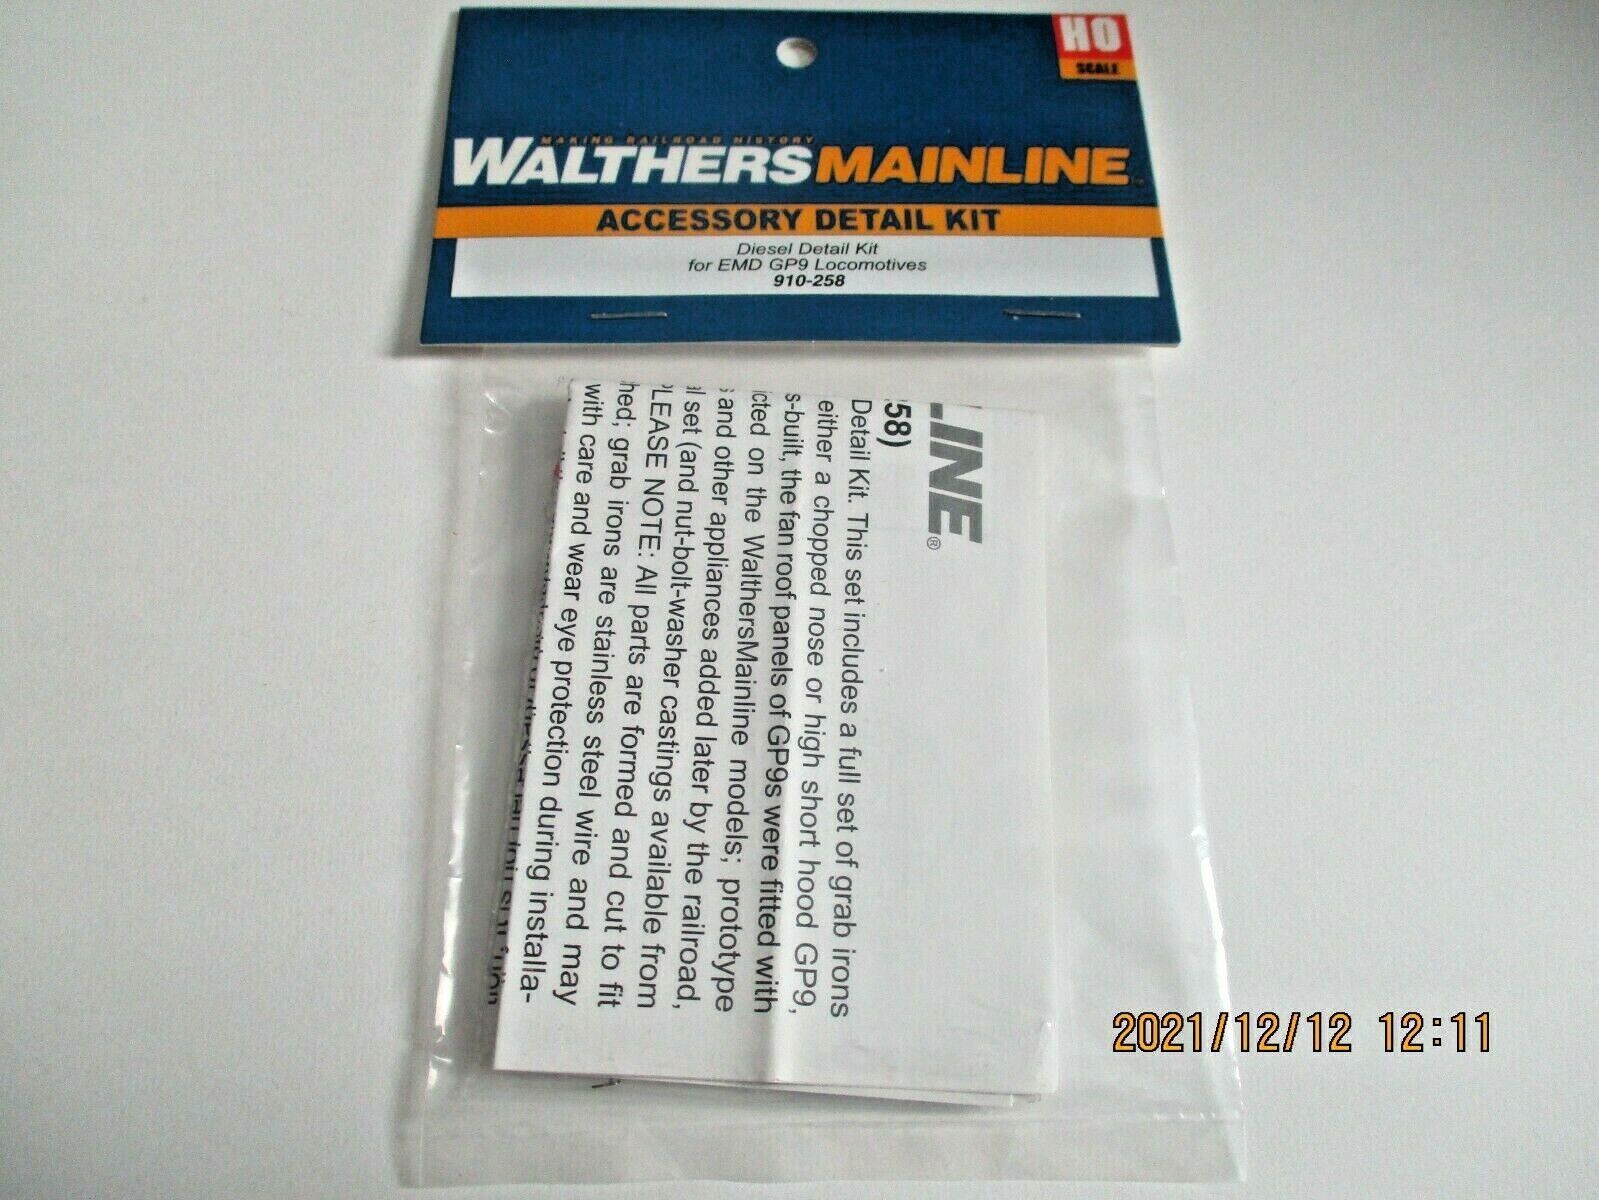 HO
SCALE
MAKING RAILROAD HISTORY
WALTHERSMAINLINE
ACCESSORY DETAIL KIT
Diesel Detail Kit
for EMD GP9 Locomotives
910-258
LINE®
58)
Detail Kit. This set includes a full set of grab irons
either a chopped nose or high short hood GP9,
s-built, the fan roof panels of GP9s were fitted with
cted on the WalthersMainline models; prototype
and other appliances added later by the railroad,
set (and nut-bolt-washer castings available from
PLEASE NOTE: All parts are formed and cut to fit
hed; grab irons are stainless steel wire and may
with care and wear eye protection during installa-
2021/12/12 12:11